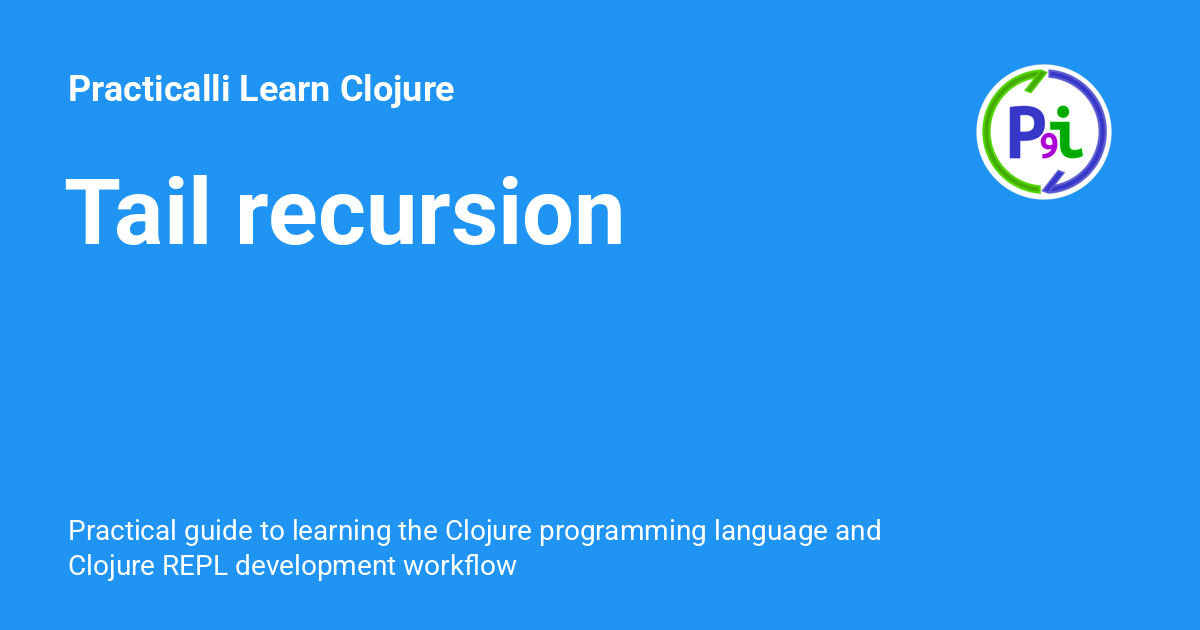 Practicalli Learn Clojure
P9i
Tail recursion
Practical guide to learning the Clojure programming language and
Clojure REPL development workflow